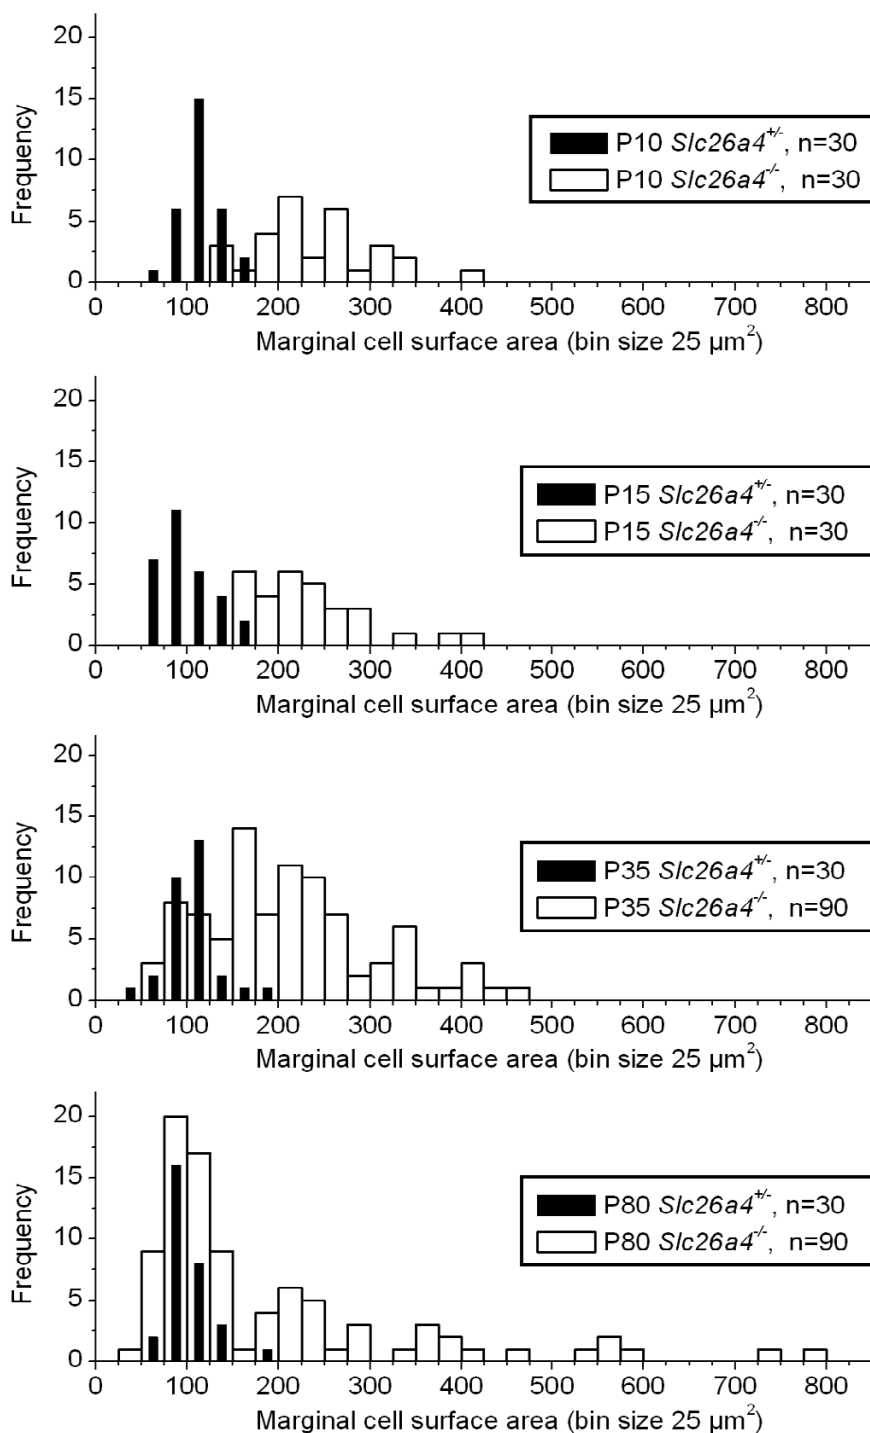 20
15
10
5
0
Frequency
P10 Slc26a4+/-, n=30
P10 Slc26a4-/-, n=30
0 100 200 300 400 500 600 700 800
Marginal cell surface area (bin size 25 µm²)
20
15
10
5
0
Frequency
P15 Slc26a4+/-, n=30
P15 Slc26a4-/-, n=30
0 100 200 300 400 500 600 700 800
Marginal cell surface area (bin size 25 µm²)
20
15
10
5
0
Frequency
P35 Slc26a4+/-, n=30
P35 Slc26a4-/-, n=90
0 100 200 300 400 500 600 700 800
Marginal cell surface area (bin size 25 µm²)
20
15
10
5
0
Frequency
P80 Slc26a4+/-, n=30
P80 Slc26a4-/-, n=90
0 100 200 300 400 500 600 700 800
Marginal cell surface area (bin size 25 µm²)